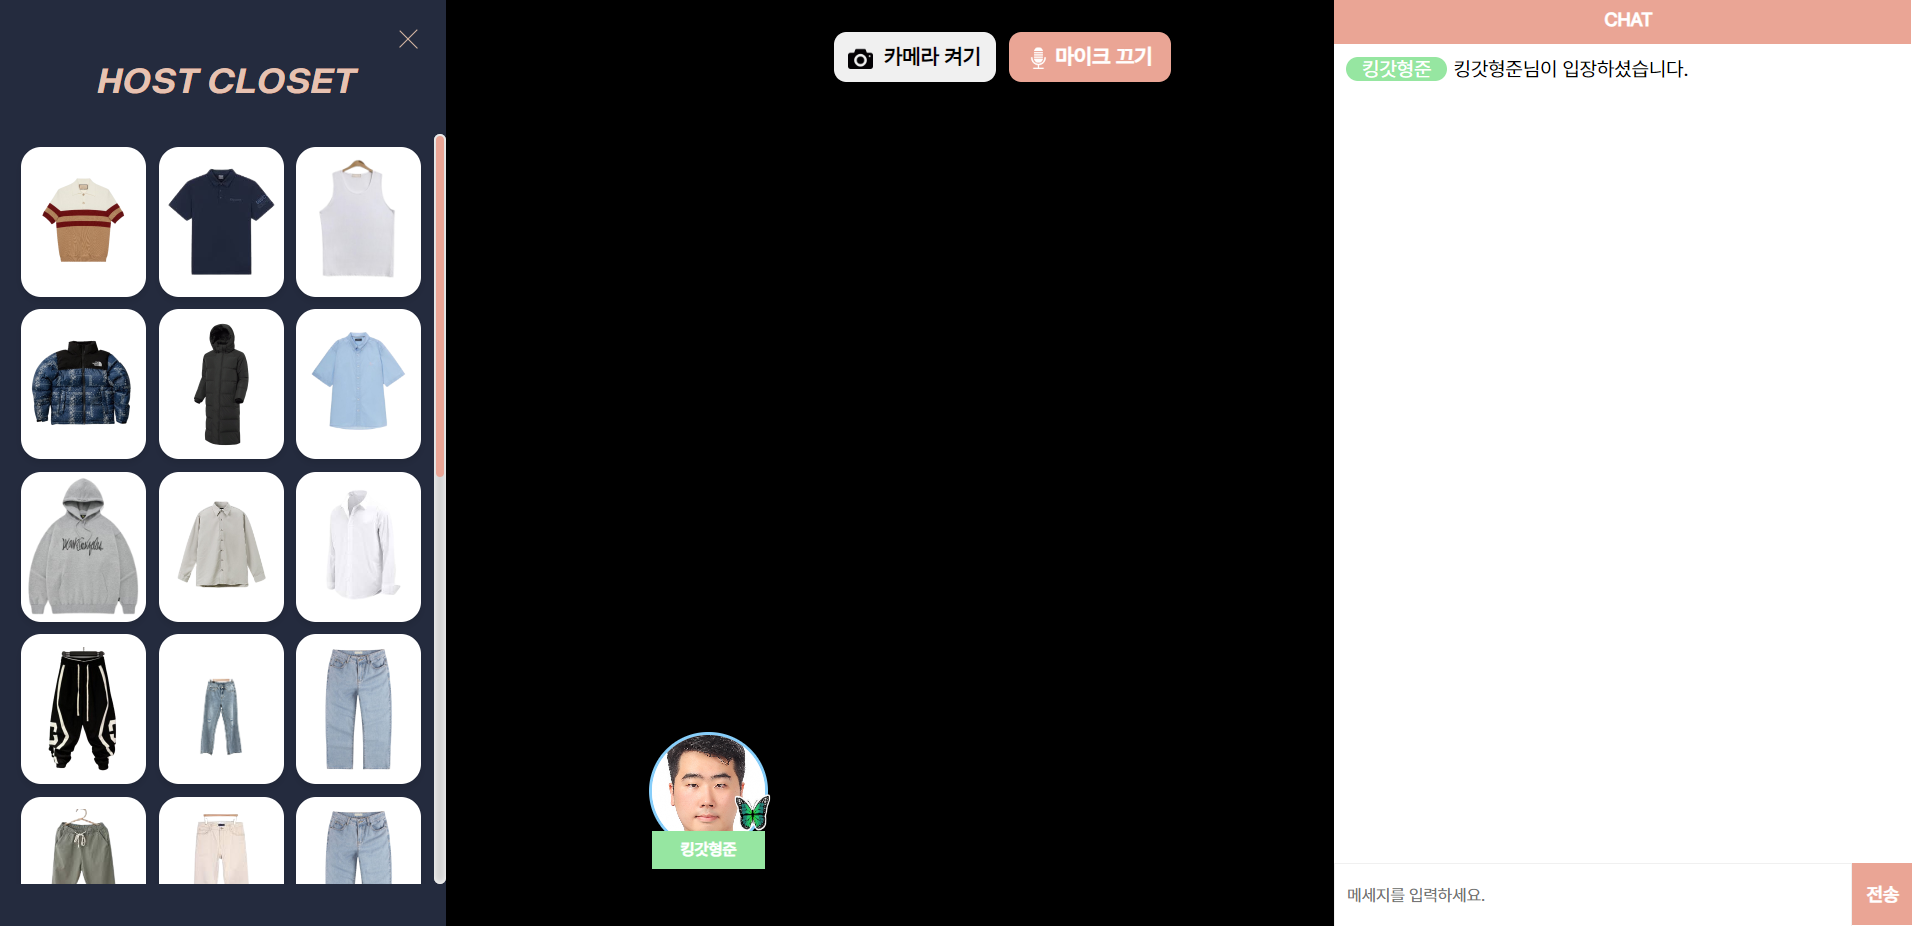 HOST CLOSET
카메라 켜기
마이크 끄기
CHAT
킹갓형준 킹갓형준님이 입장하셨습니다.
킹갓형준
메세지를 입력하세요.
전송